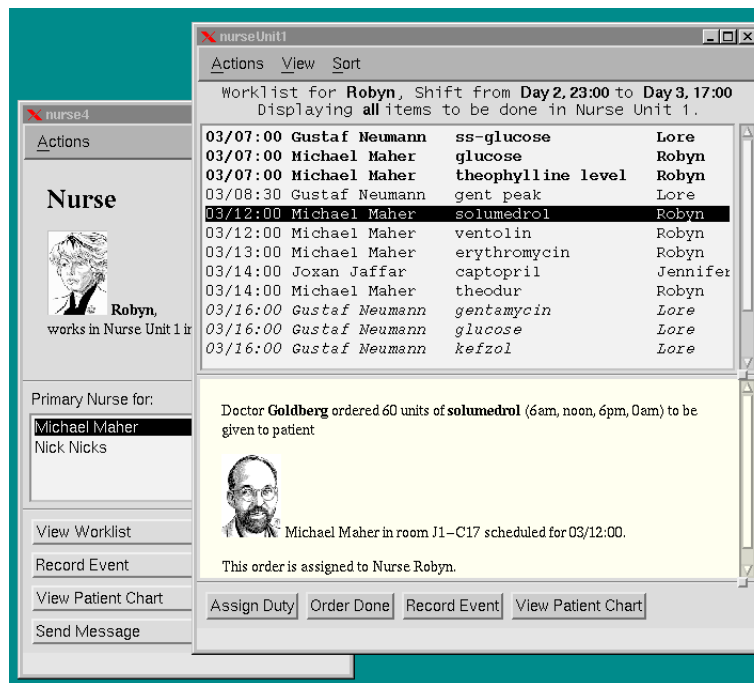 nurseUnit1
Actions View Sort
Worklist for Robyn, Shift from Day 2, 23:00 to Day 3, 17:00
Displaying all items to be done in Nurse Unit 1.
03/07:00 Gustaf Neumann ss-glucose Lore
03/07:00 Michael Maher glucose Robyn
03/07:00 Michael Maher theophylline level Robyn
03/08:30 Gustaf Neumann gent peak Lore
03/12:00 Michael Maher solumedrol Robyn
03/12:00 Michael Maher ventolin Robyn
03/13:00 Michael Maher erythromycin Robyn
03/14:00 Joxan Jaffar captopril Jennifer
03/14:00 Michael Maher theodur Robyn
03/16:00 Gustaf Neumann gentamycin Lore
03/16:00 Gustaf Neumann glucose Lore
03/16:00 Gustaf Neumann kefzol Lore
Doctor Goldberg ordered 60 units of solumedrol (6am, noon, 6pm, 0am) to be
given to patient
Michael Maher in room J1-C17 scheduled for 03/12:00.
This order is assigned to Nurse Robyn.
Assign Duty Order Done Record Event View Patient Chart
nurse4
Actions
Nurse
Robyn,
works in Nurse Unit 1 in
Primary Nurse for:
Michael Maher
Nick Nicks
View Worklist
Record Event
View Patient Chart
Send Message